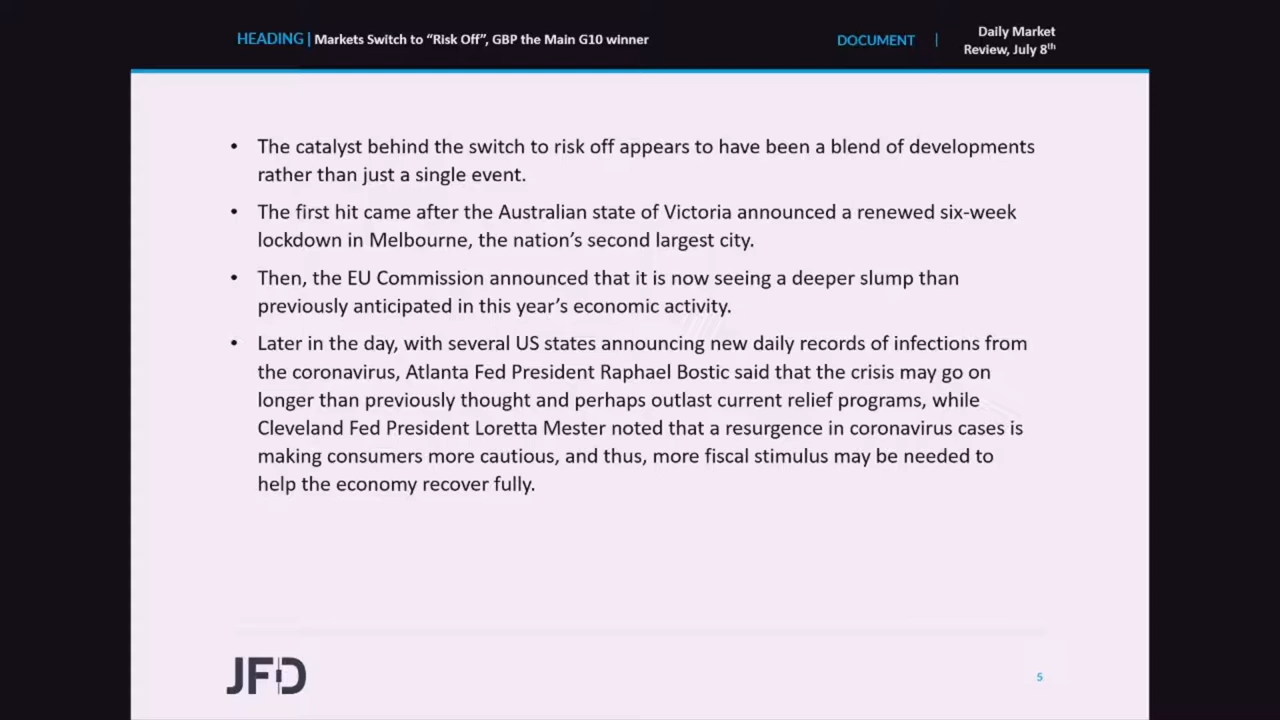 HEADING | Markets Switch to “Risk Off”, GBP the Main G10 winner
DOCUMENT | Daily Market
Review, July 8th
• The catalyst behind the switch to risk off appears to have been a blend of developments
rather than just a single event.
• The first hit came after the Australian state of Victoria announced a renewed six-week
lockdown in Melbourne, the nation’s second largest city.
• Then, the EU Commission announced that it is now seeing a deeper slump than
previously anticipated in this year’s economic activity.
• Later in the day, with several US states announcing new daily records of infections from
the coronavirus, Atlanta Fed President Raphael Bostic said that the crisis may go on
longer than previously thought and perhaps outlast current relief programs, while
Cleveland Fed President Loretta Mester noted that a resurgence in coronavirus cases is
making consumers more cautious, and thus, more fiscal stimulus may be needed to
help the economy recover fully.
JFD
5